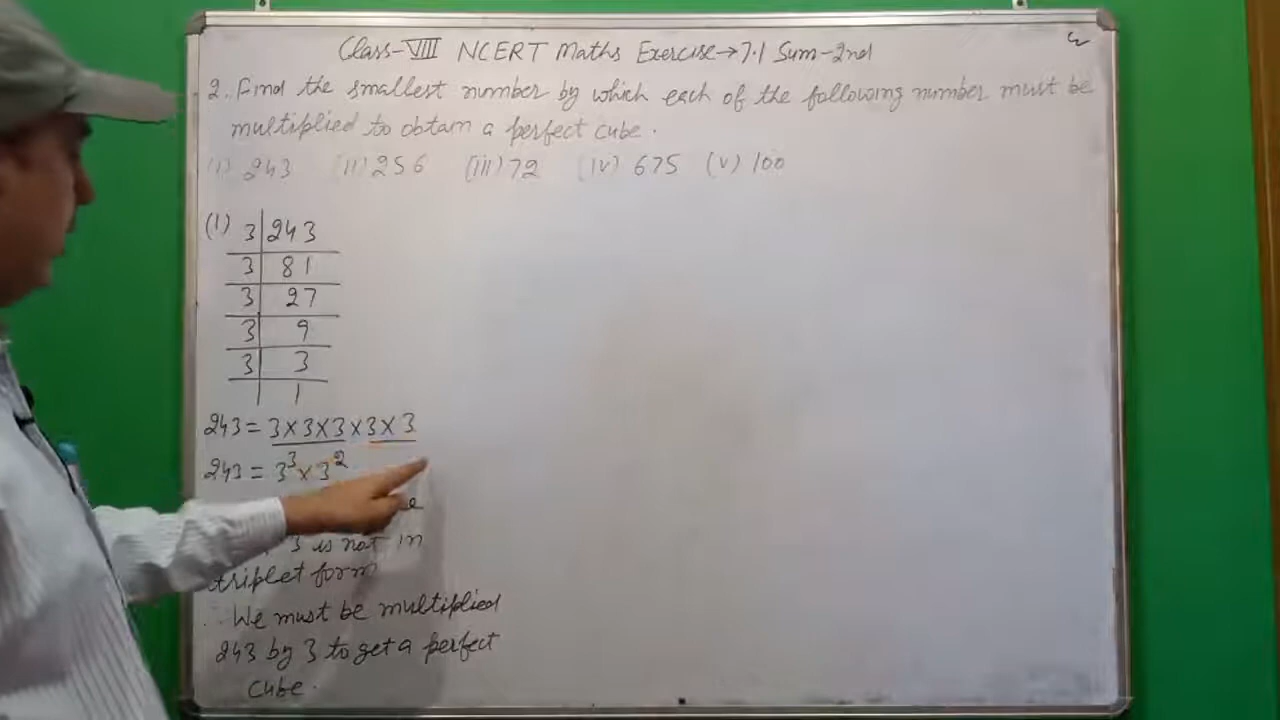 Class-VIII NCERT Maths Exercise→7.1 Sum-2nd
2. Find the smallest number by which each of the following number must be
multiplied to obtain a perfect cube.
(i) 243 (ii) 256 (iii) 72 (iv) 675 (v) 100
(1) 3 | 243
3 | 81
3 | 27
3 | 9
3 | 3
| 1
243 = 3×3×3×3×3
243 = 3³×3²
3 is not in
triplet form
∴ We must be multiplied
243 by 3 to get a perfect
cube.